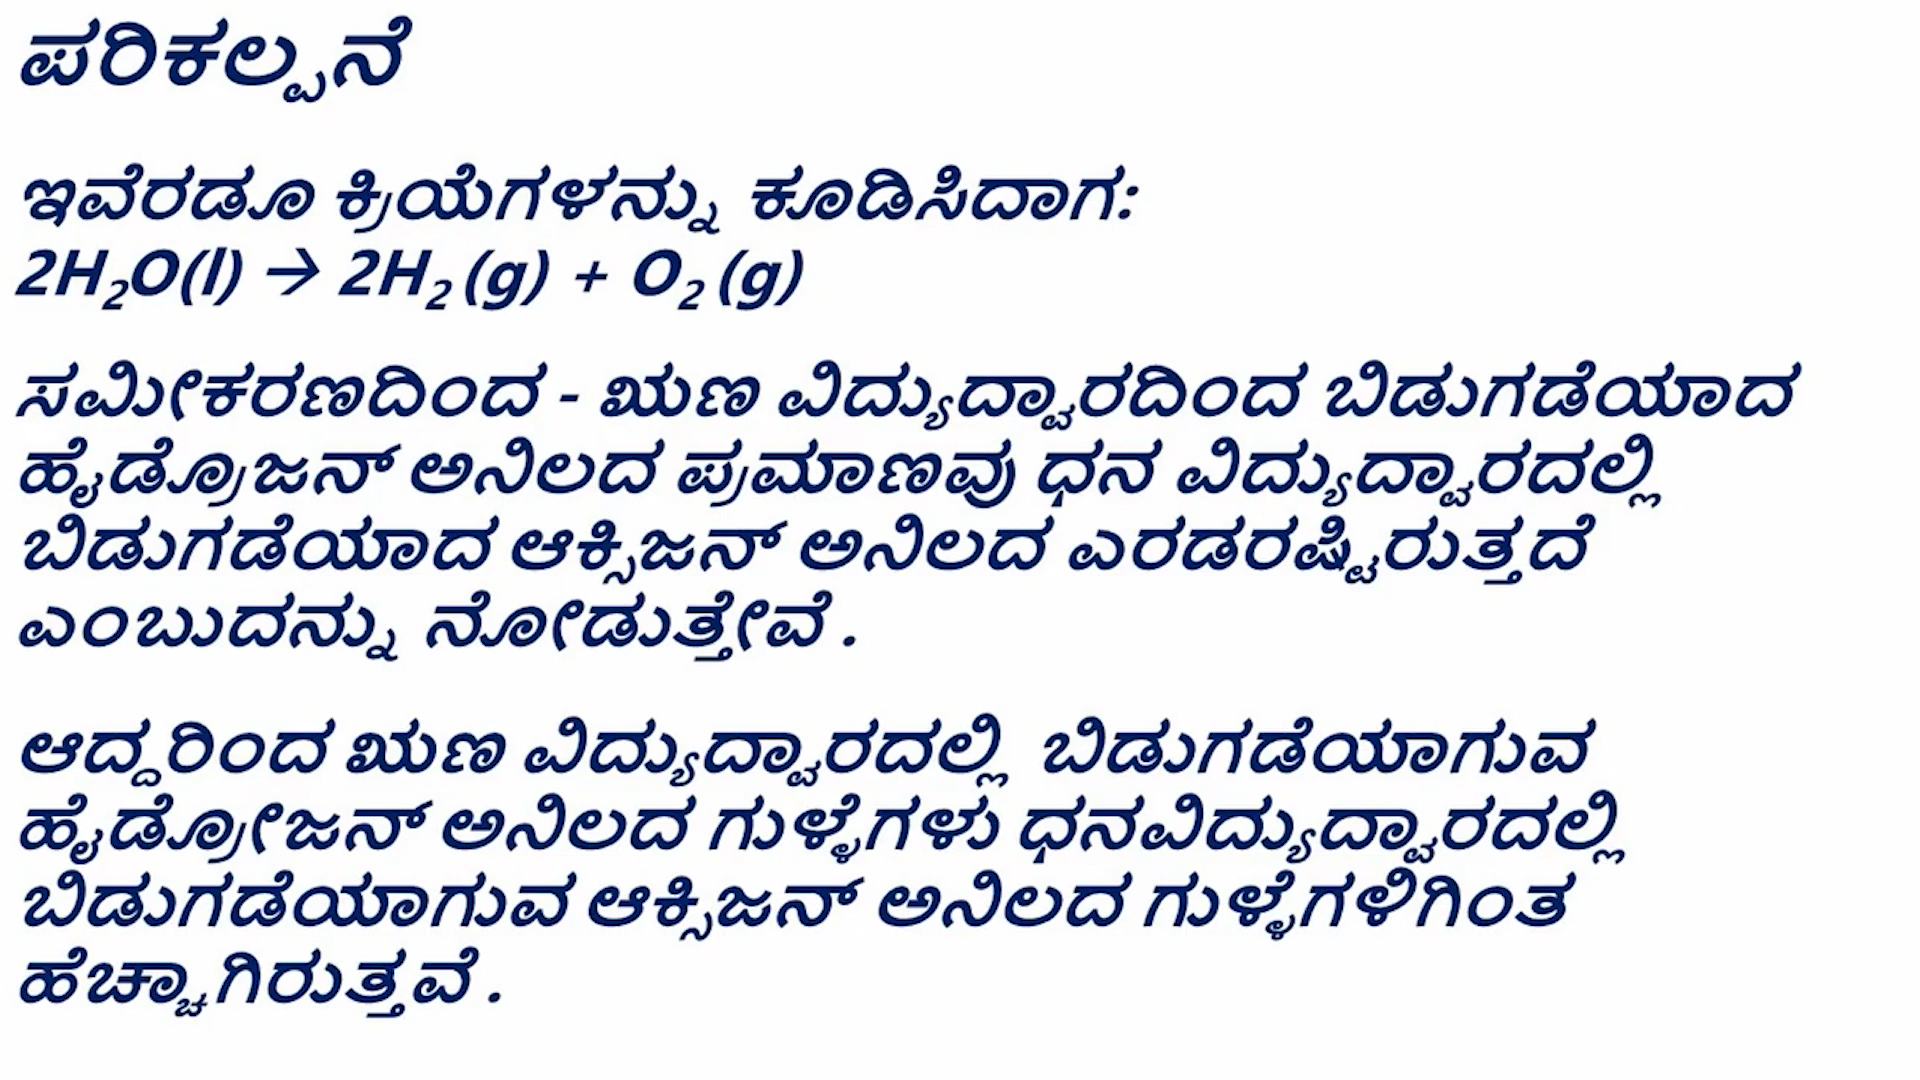 ಪರಿಕಲ್ಪನೆ
ಇವೆರಡೂ ಕ್ರಿಯೆಗಳನ್ನು ಕೂಡಿಸಿದಾಗ:
2H₂O(l) → 2H₂ (g) + O₂ (g)
ಸಮೀಕರಣದಿಂದ - ಋಣ ವಿದ್ಯುದ್ವಾರದಿಂದ ಬಿಡುಗಡೆಯಾದ
ಹೈಡ್ರೊಜನ್ ಅನಿಲದ ಪ್ರಮಾಣವು ಧನ ವಿದ್ಯುದ್ವಾರದಲ್ಲಿ
ಬಿಡುಗಡೆಯಾದ ಆಕ್ಸಿಜನ್ ಅನಿಲದ ಎರಡರಷ್ಟಿರುತ್ತದೆ
ಎಂಬುದನ್ನು ನೋಡುತ್ತೇವೆ .
ಆದ್ದರಿಂದ ಋಣ ವಿದ್ಯುದ್ವಾರದಲ್ಲಿ ಬಿಡುಗಡೆಯಾಗುವ
ಹೈಡ್ರೋಜನ್ ಅನಿಲದ ಗುಳ್ಳೆಗಳು ಧನವಿದ್ಯುದ್ವಾರದಲ್ಲಿ
ಬಿಡುಗಡೆಯಾಗುವ ಆಕ್ಸಿಜನ್ ಅನಿಲದ ಗುಳ್ಳೆಗಳಿಗಿಂತ
ಹೆಚ್ಚಾಗಿರುತ್ತವೆ .